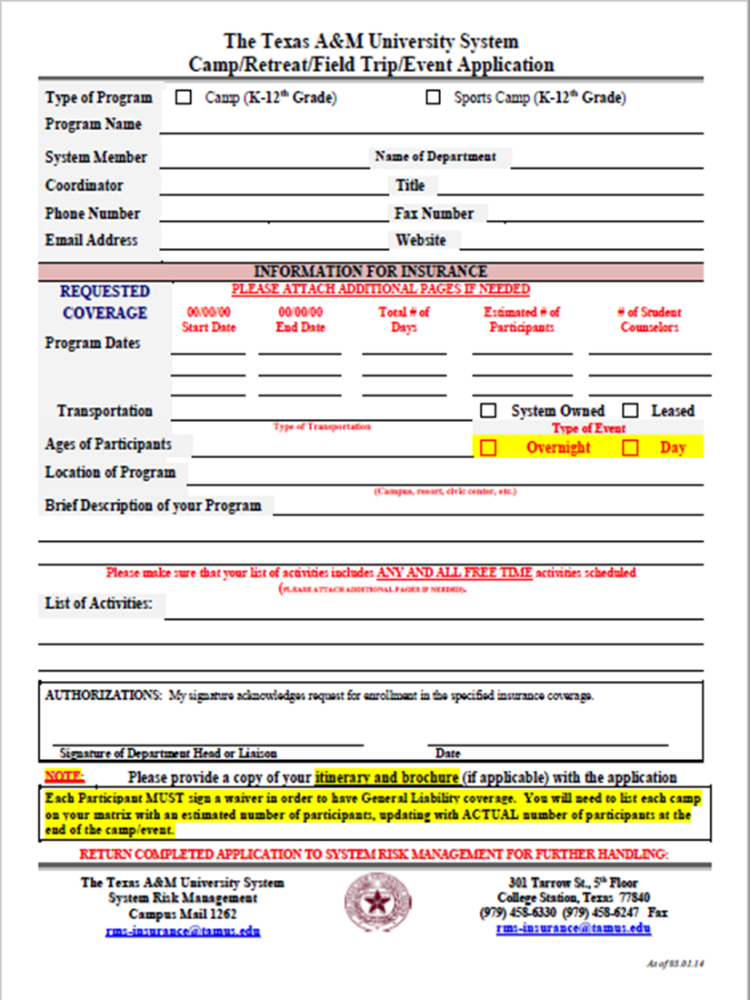 The Texas A&M University System
Camp/Retreat/Field Trip/Event Application
Type of Program ☐ Camp (K-12th Grade) ☐ Sports Camp (K-12th Grade)
Program Name
System Member Name of Department
Coordinator Title
Phone Number Fax Number
Email Address Website
INFORMATION FOR INSURANCE
REQUESTED COVERAGE
PLEASE ATTACH ADDITIONAL PAGES IF NEEDED
00/00/00 00/00/00 Total # of Estimated # of # of Student
Start Date End Date Days Participants Counselors
Program Dates
Transportation ☐ System Owned ☐ Leased
Type of Transportation Type of Event
Ages of Participants ☐ Overnight ☐ Day
Location of Program
(Campus, resort, civic center, etc.)
Brief Description of your Program
Please make sure that your list of activities includes ANY AND ALL FREE TIME activities scheduled
(PLEASE ATTACH ADDITIONAL PAGES IF NEEDED).
List of Activities:
AUTHORIZATIONS: My signature acknowledges request for enrollment in the specified insurance coverage.
Signature of Department Head or Liaison Date
NOTE: Please provide a copy of your itinerary and brochure (if applicable) with the application
Each Participant MUST sign a waiver in order to have General Liability coverage. You will need to list each camp
on your matrix with an estimated number of participants, updating with ACTUAL number of participants at the
end of the camp/event.
RETURN COMPLETED APPLICATION TO SYSTEM RISK MANAGEMENT FOR FURTHER HANDLING:
The Texas A&M University System
System Risk Management
Campus Mail 1262
rms-insurance@tamus.edu
301 Tarrow St., 5th Floor
College Station, Texas 77840
(979) 458-6330 (979) 458-6247 Fax
rms-insurance@tamus.edu
As of 05.01.14